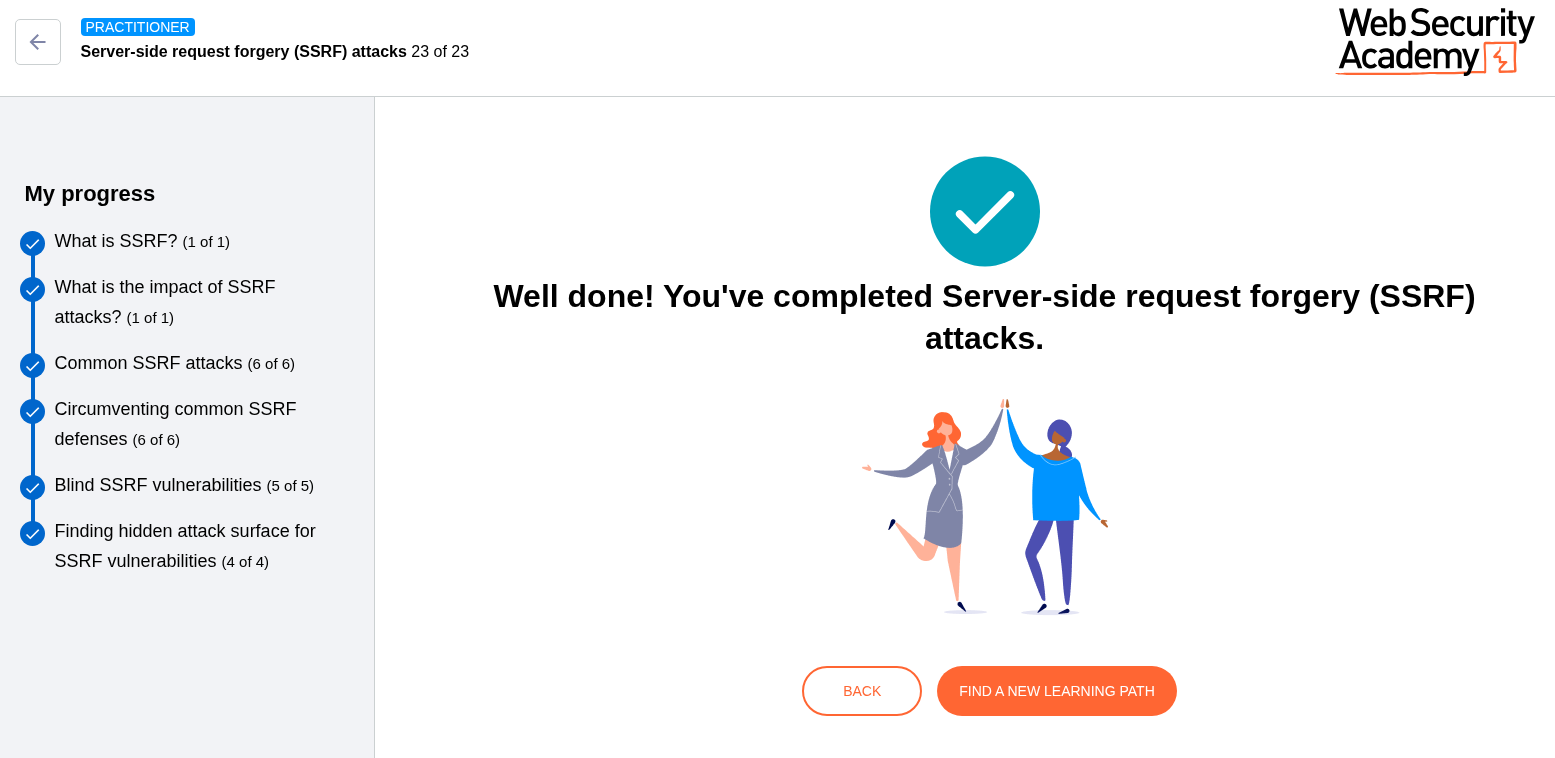 PRACTITIONER
Server-side request forgery (SSRF) attacks 23 of 23
WebSecurity
Academy
My progress
What is SSRF? (1 of 1)
What is the impact of SSRF
attacks? (1 of 1)
Common SSRF attacks (6 of 6)
Circumventing common SSRF
defenses (6 of 6)
Blind SSRF vulnerabilities (5 of 5)
Finding hidden attack surface for
SSRF vulnerabilities (4 of 4)
Well done! You've completed Server-side request forgery (SSRF)
attacks.
BACK
FIND A NEW LEARNING PATH